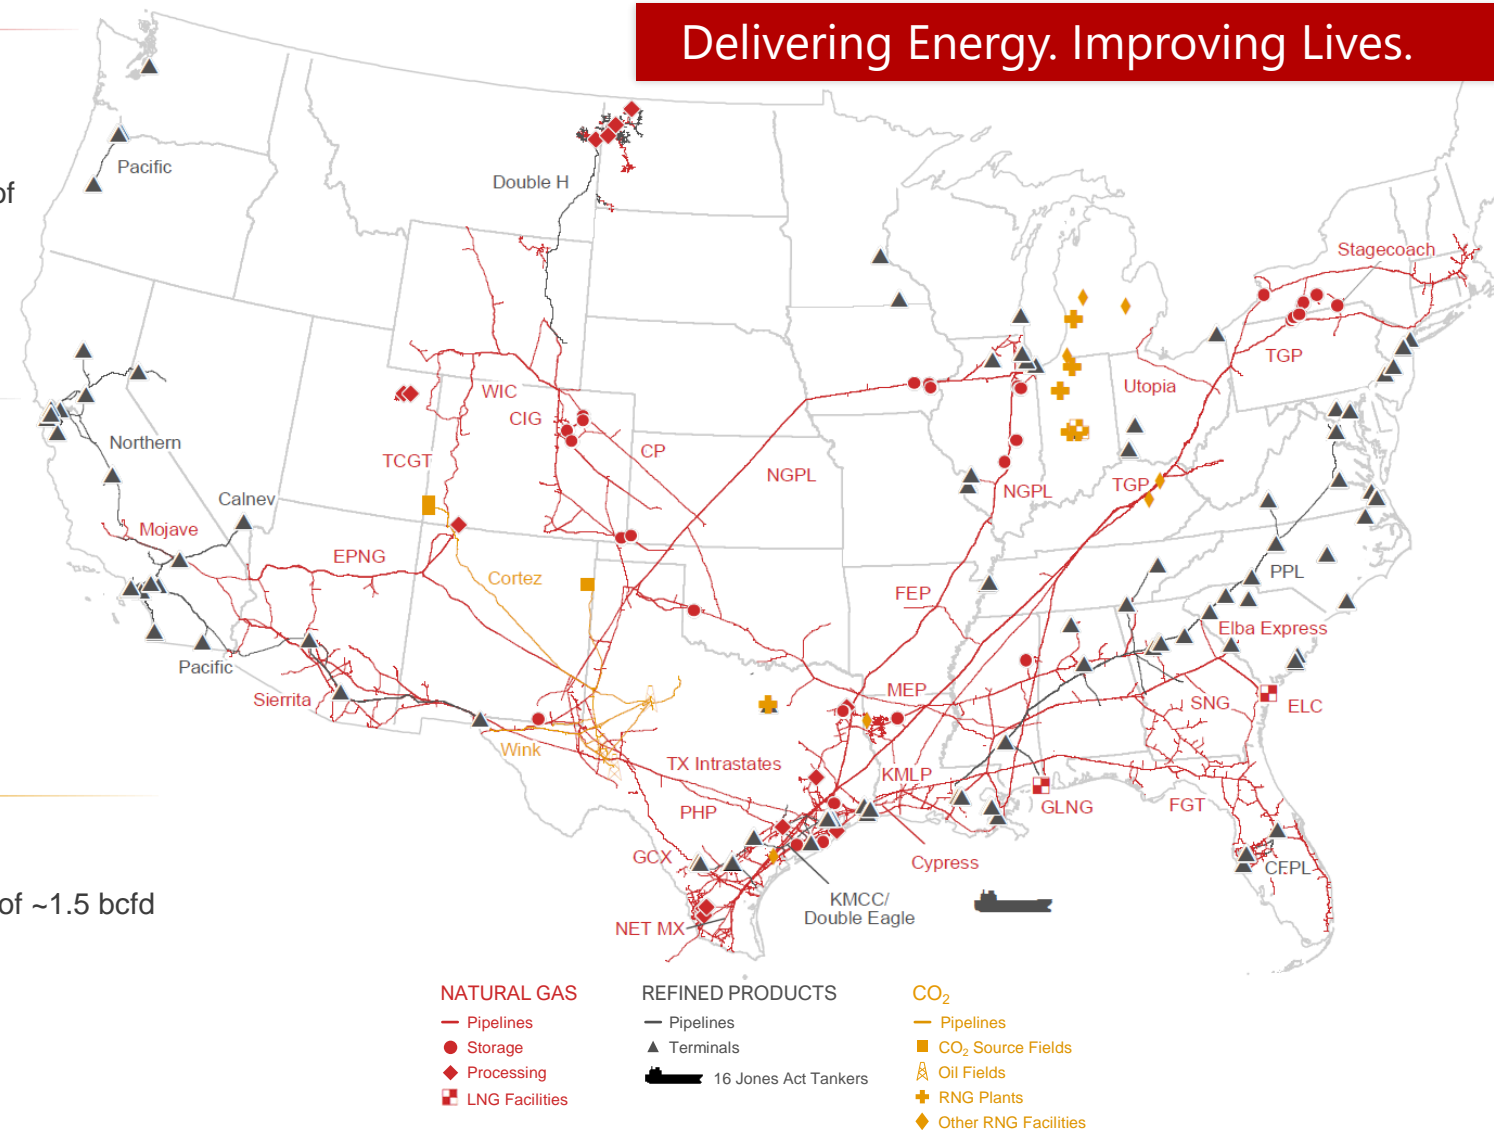 Delivering Energy. Improving Lives.
of
Pacific
Double H
Stagecoach
TGP
Utopia
WIC
CIG
CP
TCGT
NGPL
NGPL
TGP
Northern
Calnev
Mojave
EPNG
Cortez
FEP
PPL
Elba Express
Pacific
Sierrita
MEP
SNG
ELC
Wink
TX Intrastates
KMLP
PHP
GLNG
FGT
GCX
Cypress
CFPL
KMCC/
Double Eagle
NET MX
of ~1.5 bcfd
NATURAL GAS
Pipelines
Storage
Processing
LNG Facilities
REFINED PRODUCTS
Pipelines
Terminals
16 Jones Act Tankers
CO₂
Pipelines
CO₂ Source Fields
Oil Fields
RNG Plants
Other RNG Facilities